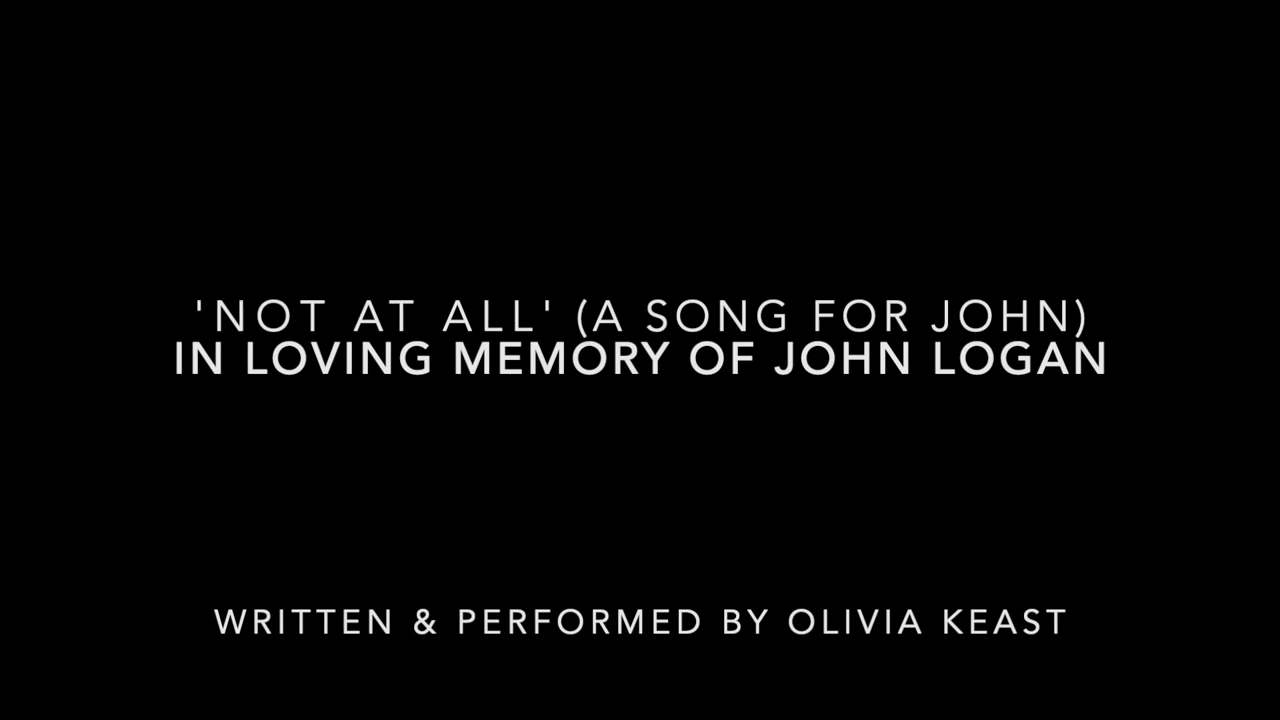 'NOT AT ALL' (A SONG FOR JOHN)
IN LOVING MEMORY OF JOHN LOGAN
WRITTEN & PERFORMED BY OLIVIA KEAST